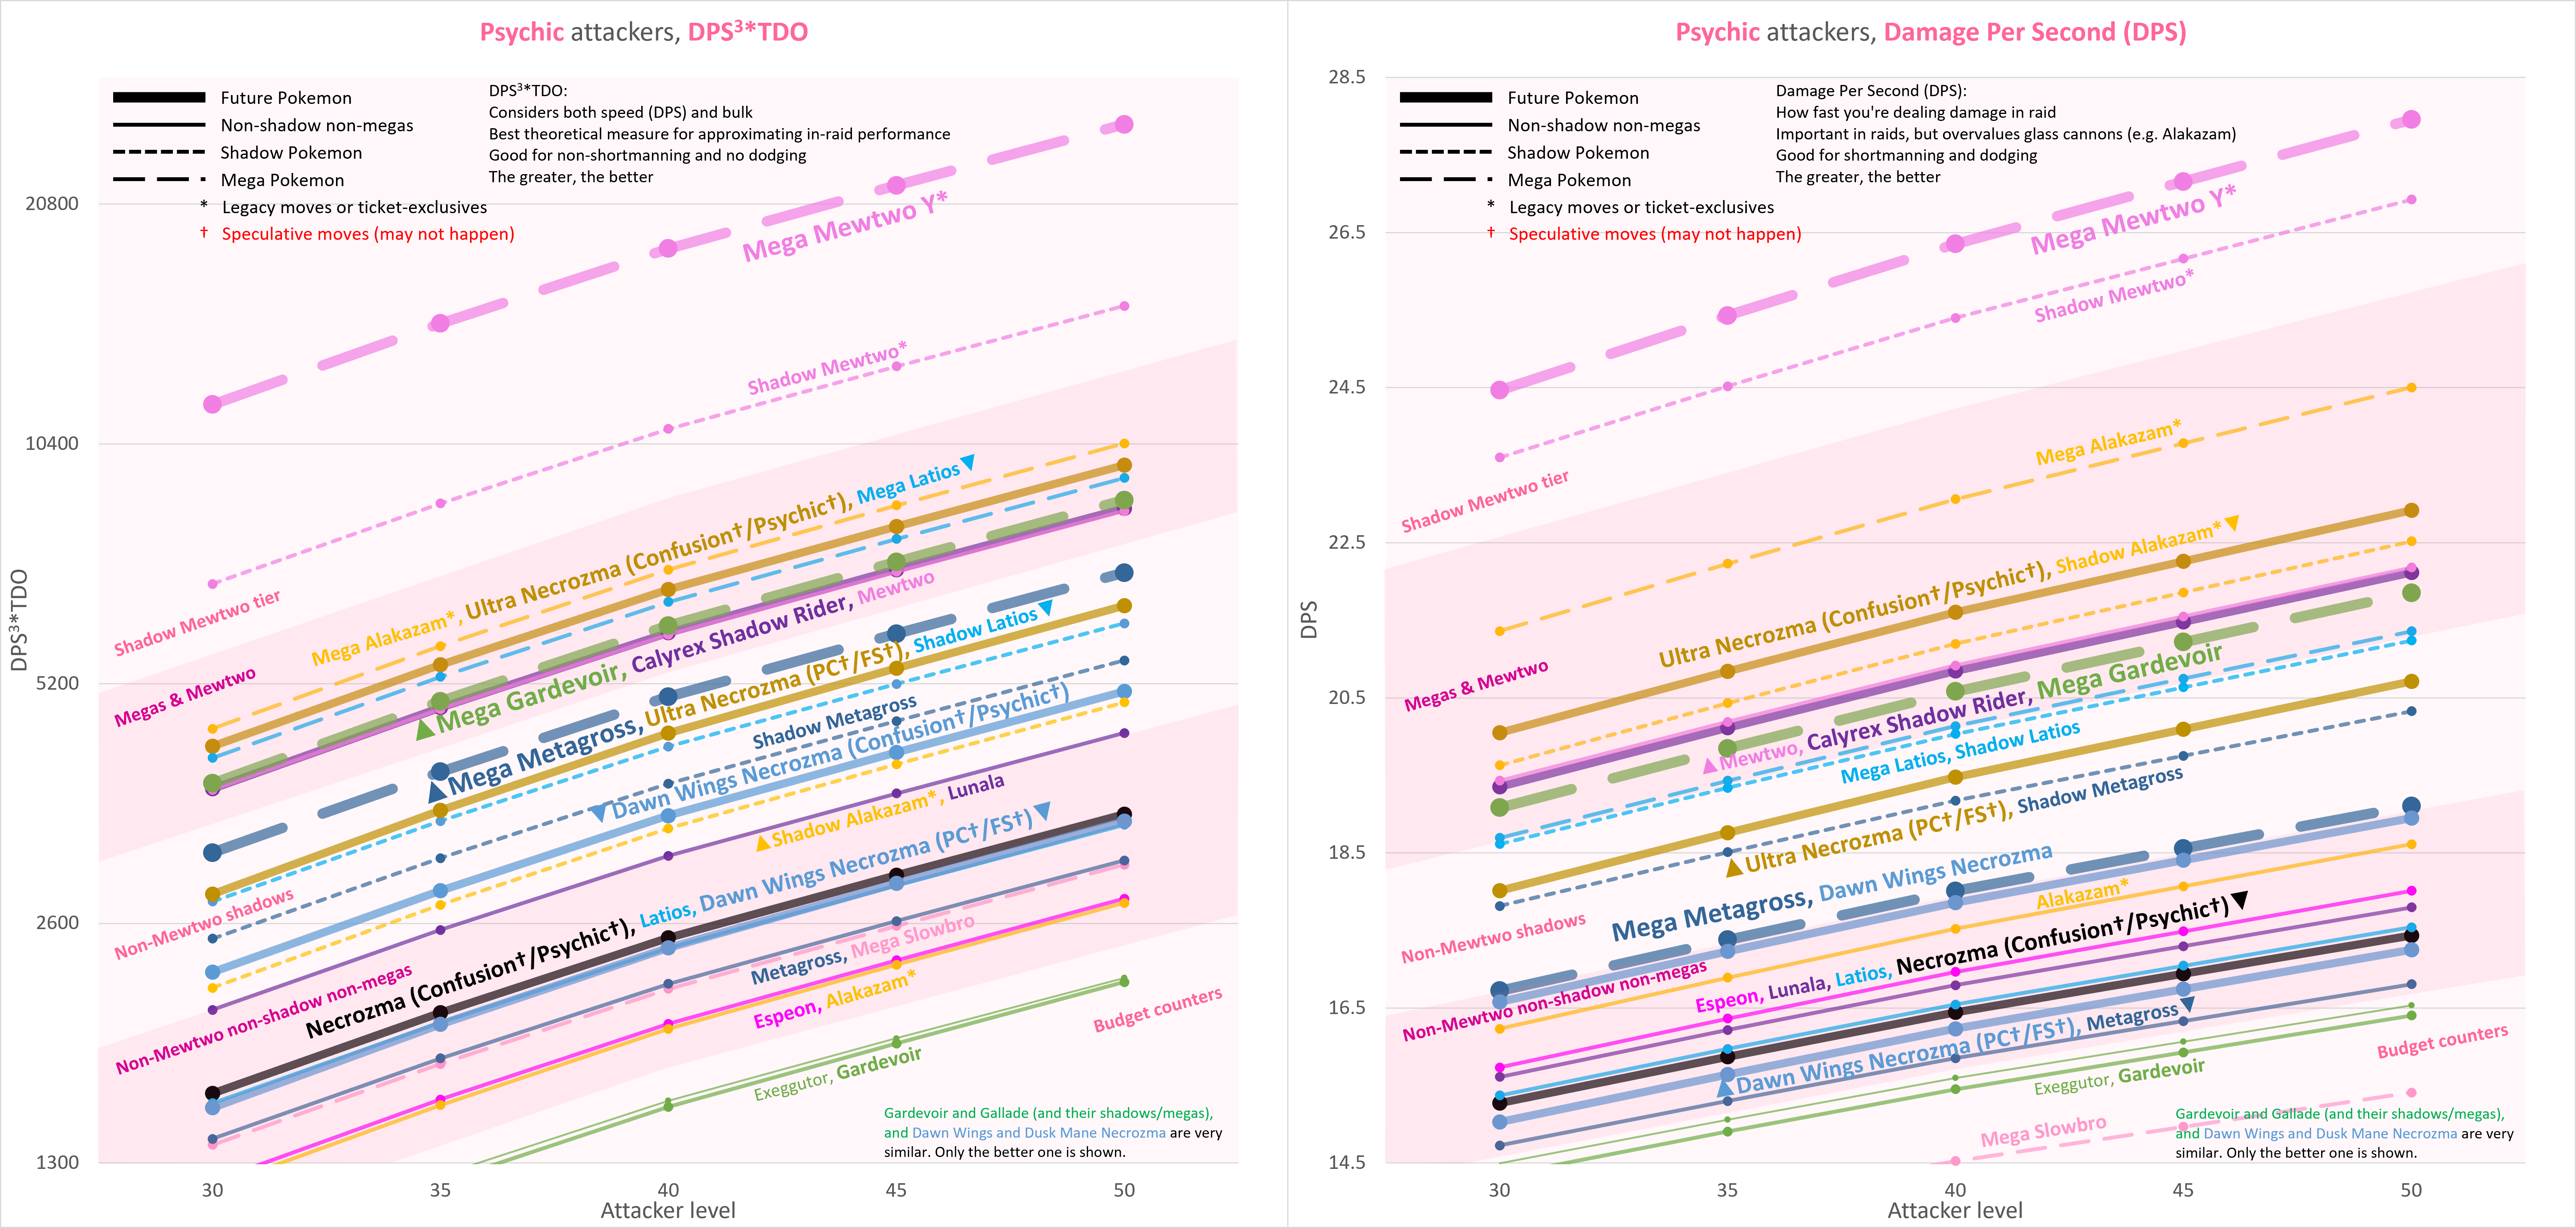 Psychic attackers, DPS³*TDO
Future Pokemon
Non-shadow non-megas
Shadow Pokemon
Mega Pokemon
* Legacy moves or ticket-exclusives
† Speculative moves (may not happen)
DPS³*TDO:
Considers both speed (DPS) and bulk
Best theoretical measure for approximating in-raid performance
Good for non-shortmanning and no dodging
The greater, the better
DPS³*TDO
20800
10400
5200
2600
1300
Mega Mewtwo Y*
Shadow Mewtwo*
Shadow Mewtwo tier
Mega Alakazam*, Ultra Necrozma (Confusion†/Psychic†), Mega Latios▼
Megas & Mewtwo
▲Mega Gardevoir, Calyrex Shadow Rider, Mewtwo
▲Mega Metagross, Ultra Necrozma (PC†/FS†), Shadow Latios▼
Shadow Metagross
▼Dawn Wings Necrozma (Confusion†/Psychic†)
Non-Mewtwo shadows
▲Shadow Alakazam*, Lunala
Necrozma (Confusion†/Psychic†), Latios, Dawn Wings Necrozma (PC†/FS†)▼
Non-Mewtwo non-shadow non-megas
Metagross, Mega Slowbro
Espeon, Alakazam*
Budget counters
Exeggutor, Gardevoir
Gardevoir and Gallade (and their shadows/megas),
and Dawn Wings and Dusk Mane Necrozma are very
similar. Only the better one is shown.
30 35 40 45 50
Attacker level
Psychic attackers, Damage Per Second (DPS)
Future Pokemon
Non-shadow non-megas
Shadow Pokemon
Mega Pokemon
* Legacy moves or ticket-exclusives
† Speculative moves (may not happen)
Damage Per Second (DPS):
How fast you're dealing damage in raid
Important in raids, but overvalues glass cannons (e.g. Alakazam)
Good for shortmanning and dodging
The greater, the better
DPS
28.5
26.5
24.5
22.5
20.5
18.5
16.5
14.5
Mega Mewtwo Y*
Shadow Mewtwo*
Shadow Mewtwo tier
Mega Alakazam*
Ultra Necrozma (Confusion†/Psychic†), Shadow Alakazam*▼
Megas & Mewtwo
▲Mewtwo, Calyrex Shadow Rider, Mega Gardevoir
Mega Latios, Shadow Latios
▲Ultra Necrozma (PC†/FS†), Shadow Metagross
Non-Mewtwo shadows
Mega Metagross, Dawn Wings Necrozma
Alakazam*
Non-Mewtwo non-shadow non-megas
Espeon, Lunala, Latios, Necrozma (Confusion†/Psychic†)▼
▲Dawn Wings Necrozma (PC†/FS†), Metagross▼
Budget counters
Exeggutor, Gardevoir
Mega Slowbro
Gardevoir and Gallade (and their shadows/megas),
and Dawn Wings and Dusk Mane Necrozma are very
similar. Only the better one is shown.
30 35 40 45 50
Attacker level